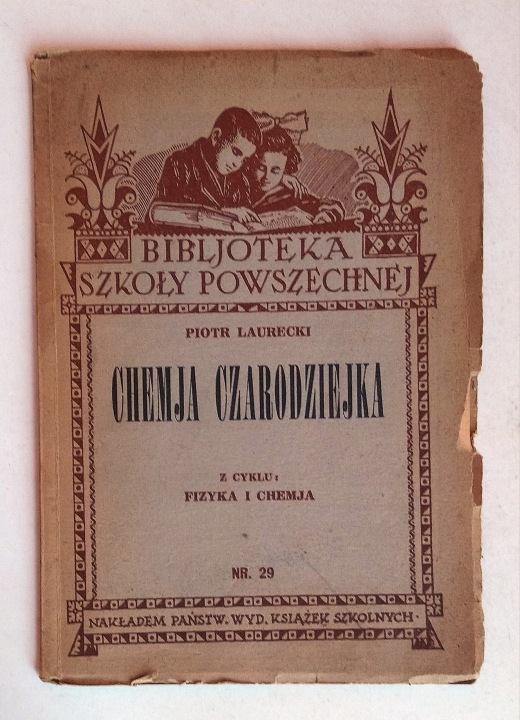 BIBLJOTEKA
SZKOŁY POWSZECHNEJ
PIOTR LAURECKI
CHEMJA CZARODZIEJKA
Z CYKLU:
FIZYKA I CHEMJA
NR. 29
NAKŁADEM PAŃSTW. WYD. KSIĄŻEK SZKOLNYCH·